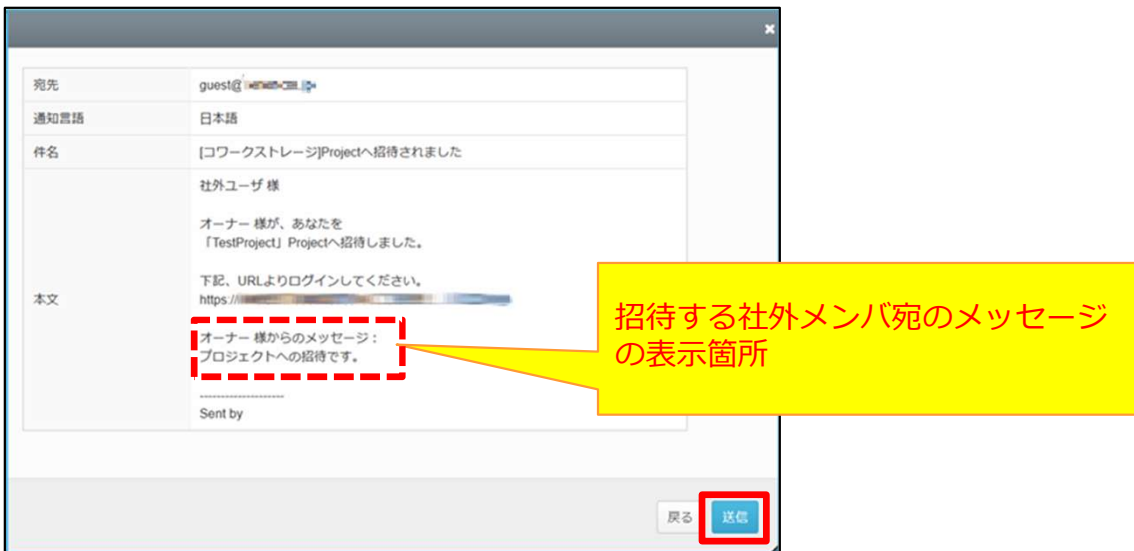 宛先 guest@
通知言語 日本語
件名 [コワークストレージ]Projectへ招待されました
社外ユーザ 様
オーナー 様が、あなたを
「TestProject」Projectへ招待しました。
下記、URLよりログインしてください。
本文
https://
オーナー 様からのメッセージ：
プロジェクトへの招待です。
--------------------
Sent by
招待する社外メンバ宛のメッセージ
の表示箇所
戻る 送信